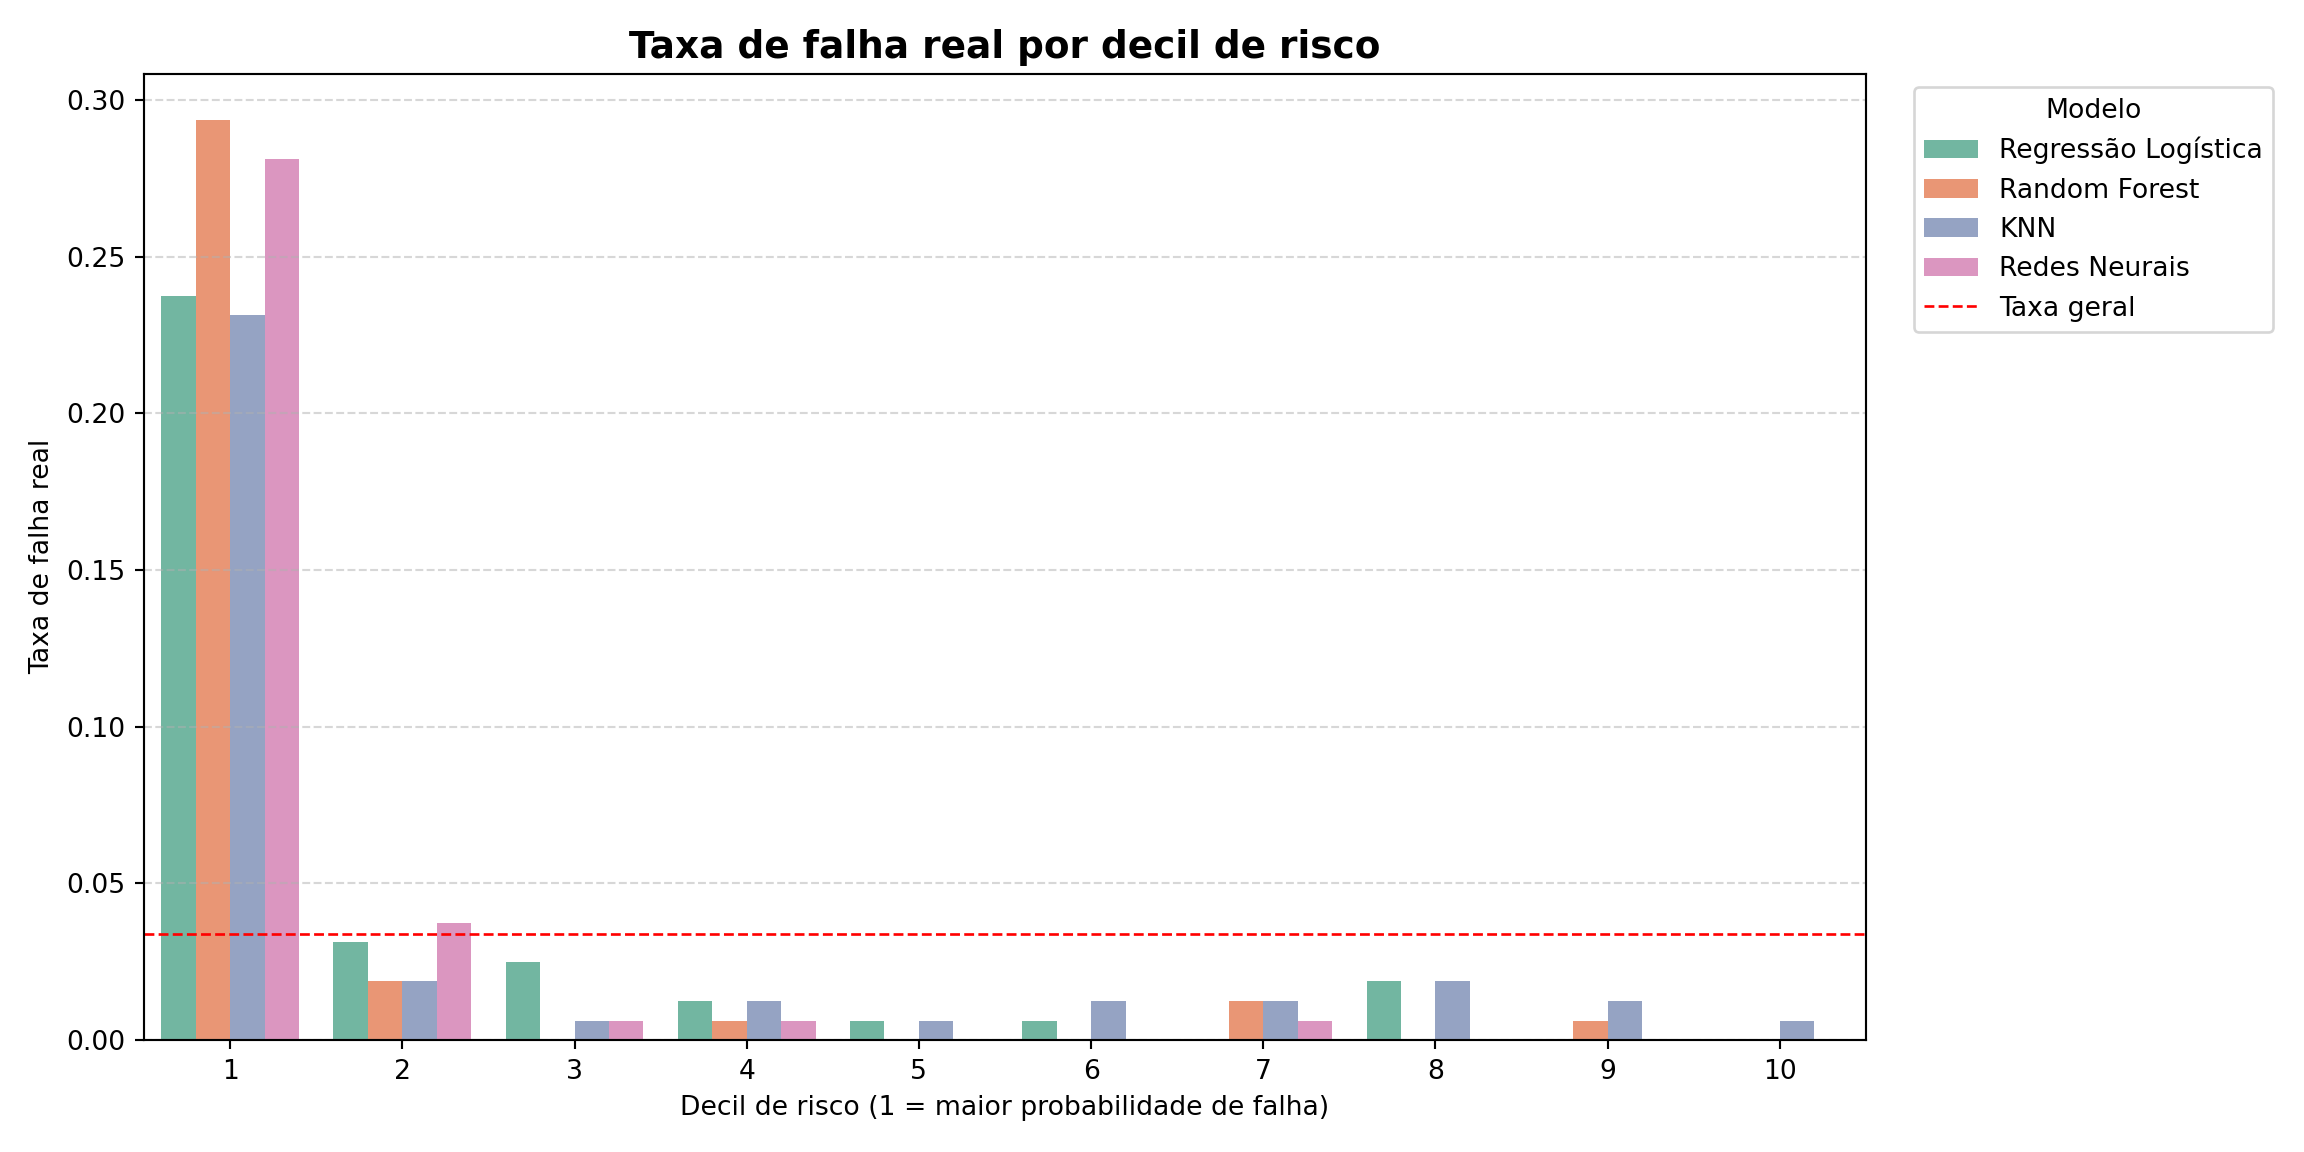 Taxa de falha real por decil de risco
Taxa de falha real
0.30
0.25
0.20
0.15
0.10
0.05
0.00
1 2 3 4 5 6 7 8 9 10
Decil de risco (1 = maior probabilidade de falha)
Modelo
Regressão Logística
Random Forest
KNN
Redes Neurais
Taxa geral